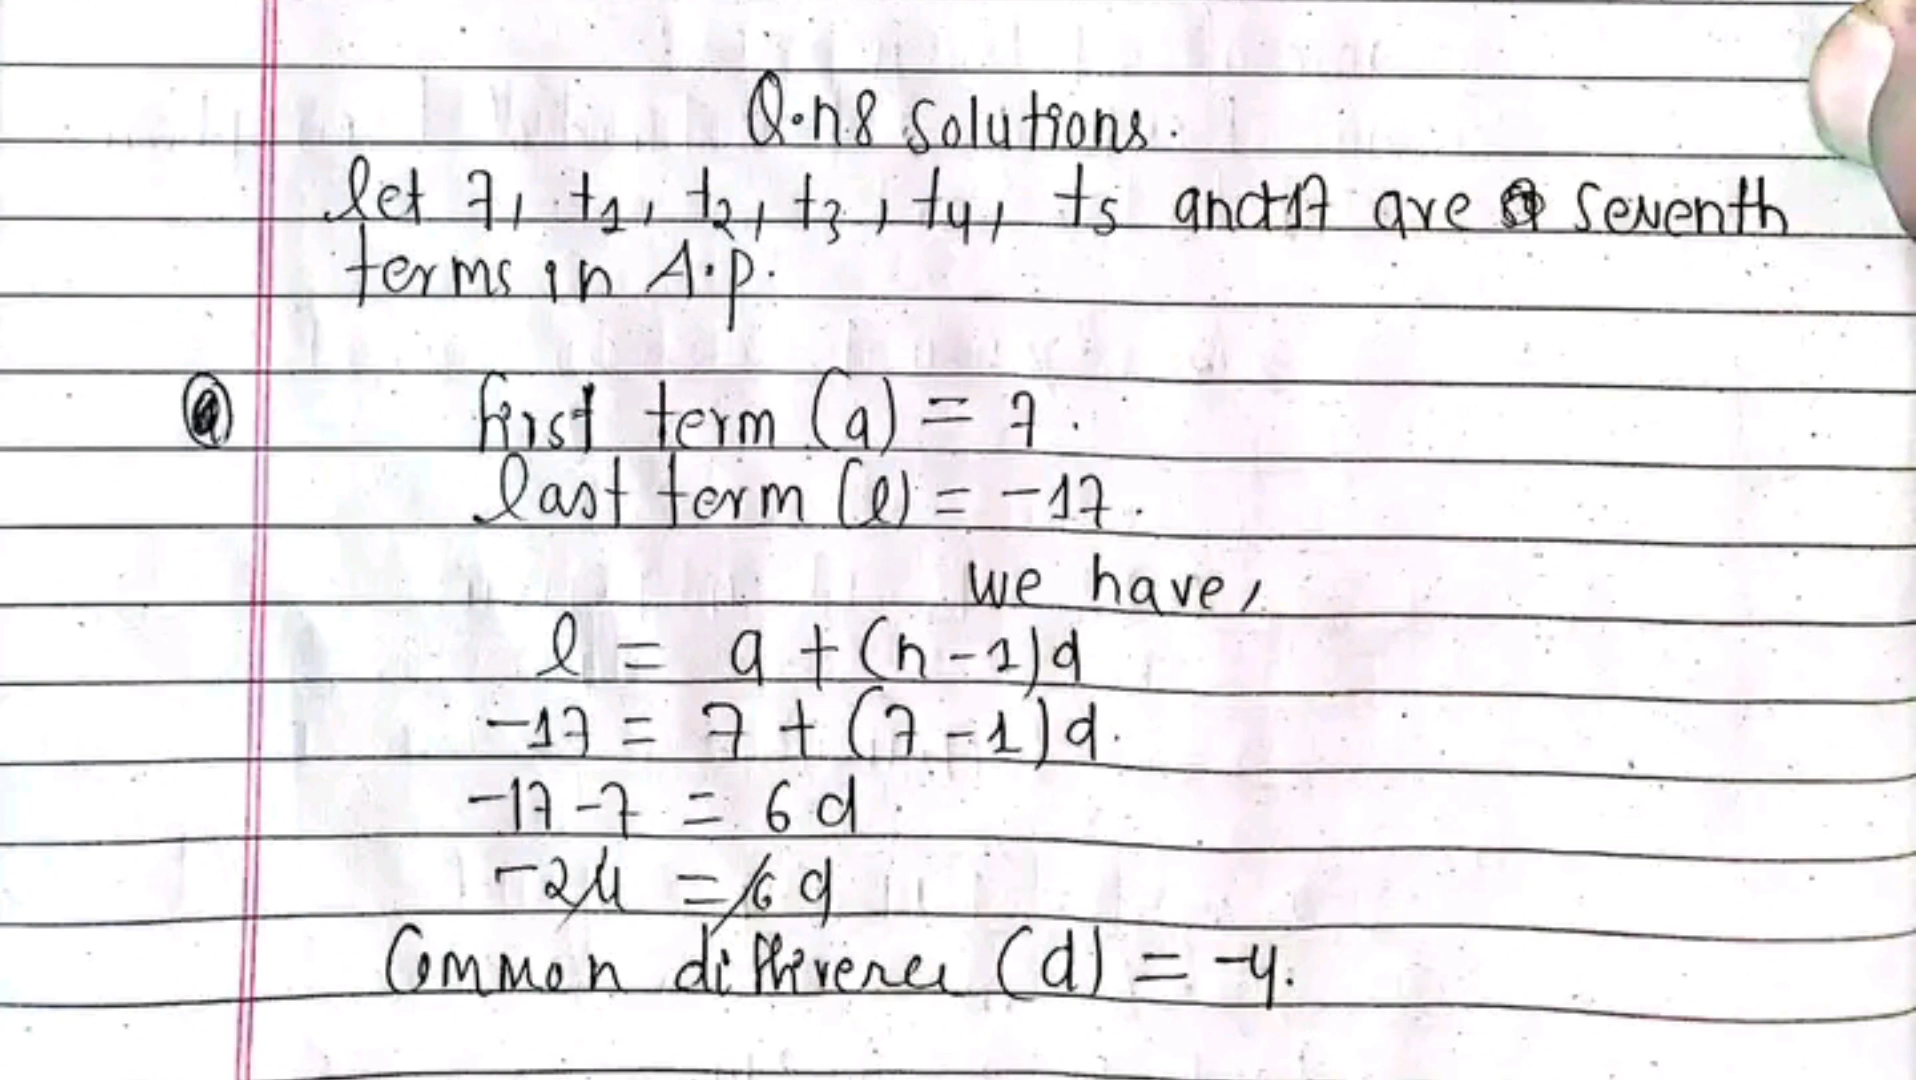 Q.n.8 Solutions.
let 7, t1, t2, t3, t4, t5 and -17 are seventh
terms in A.p.
a first term (a) = 7.
last term (l) = -17.
we have,
l = a + (n-1)d
-17 = 7 + (7-1)d.
-17-7 = 6d
-24 = 6d
Common difference (d) = -4.